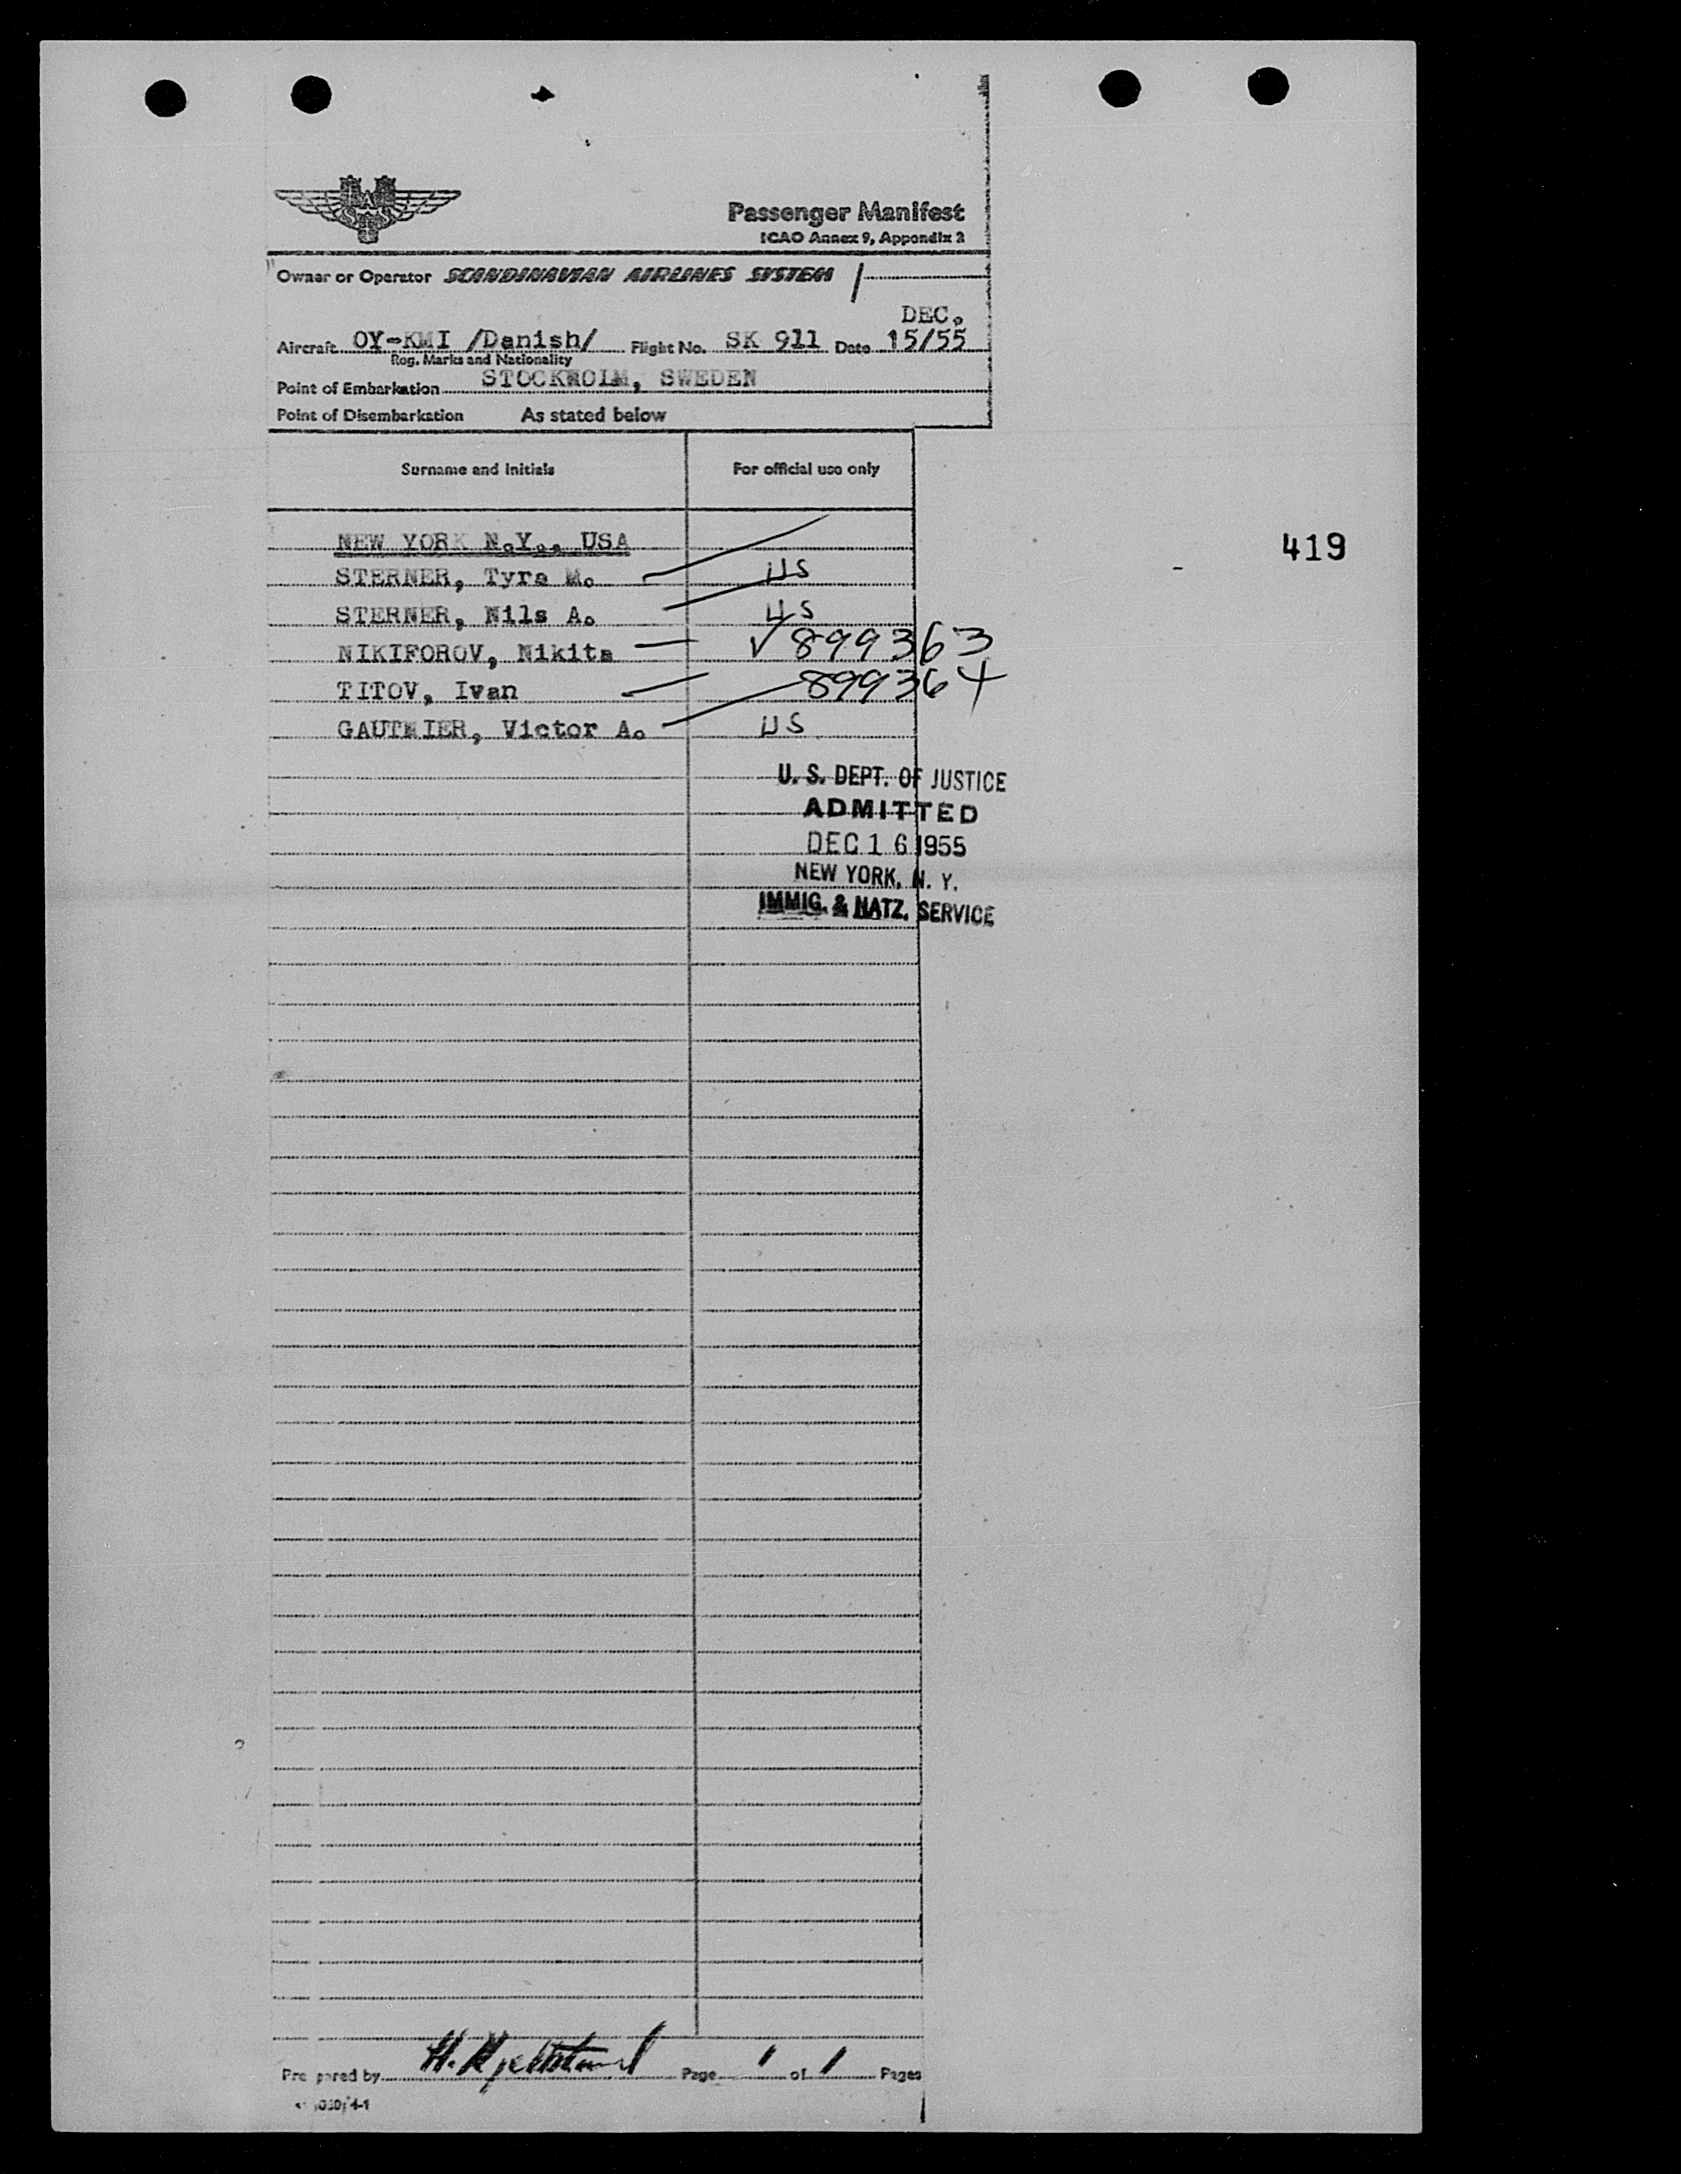 SAS
Passenger Manifest
ICAO Annex 9, Appendix 2
Owner or Operator SCANDINAVIAN AIRLINES SYSTEM /
DEC.
Aircraft OY-KMI /Danish/ Flight No. SK 911 Date 15/55
Reg. Marks and Nationality
Point of Embarkation STOCKHOLM, SWEDEN
Point of Disembarkation As stated below
Surname and Initials For official use only
NEW YORK N.Y., USA
419
STERNER, Tyra M. US
STERNER, Nils A. US
NIKIFOROV, Nikita ✓ 899363
TITOV, Ivan 899364
GAUTHIER, Victor A. US
U. S. DEPT. OF JUSTICE
ADMITTED
DEC 16 1955
NEW YORK, N. Y.
IMMIG. & NATZ. SERVICE
Prepared by H. Kjellstrand Page 1 of 1 Pages